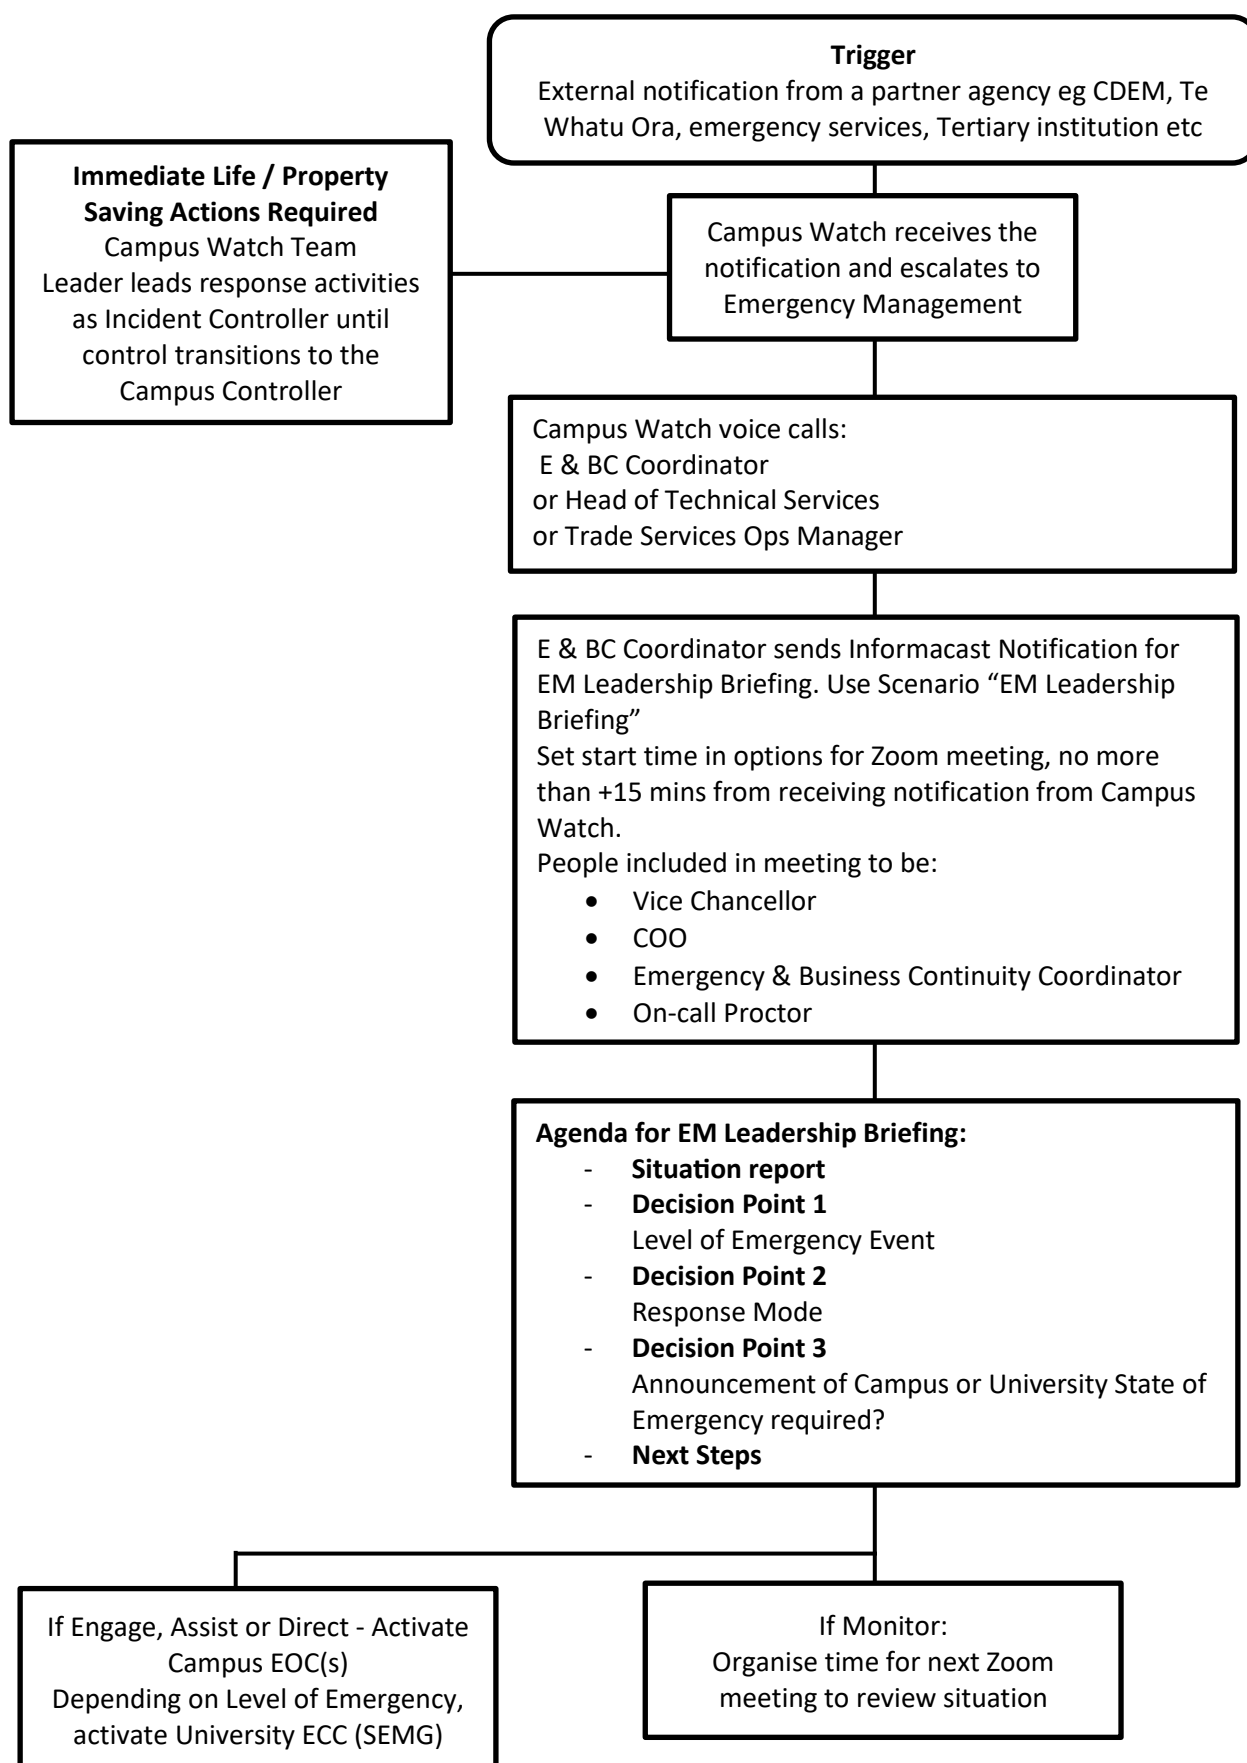 Trigger
External notification from a partner agency eg CDEM, Te
Whatu Ora, emergency services, Tertiary institution etc
Immediate Life / Property
Saving Actions Required
Campus Watch Team
Leader leads response activities
as Incident Controller until
control transitions to the
Campus Controller
Campus Watch receives the
notification and escalates to
Emergency Management
Campus Watch voice calls:
E & BC Coordinator
or Head of Technical Services
or Trade Services Ops Manager
E & BC Coordinator sends Informacast Notification for
EM Leadership Briefing. Use Scenario “EM Leadership
Briefing”
Set start time in options for Zoom meeting, no more
than +15 mins from receiving notification from Campus
Watch.
People included in meeting to be:
• Vice Chancellor
• COO
• Emergency & Business Continuity Coordinator
• On-call Proctor
Agenda for EM Leadership Briefing:
- Situation report
- Decision Point 1
Level of Emergency Event
- Decision Point 2
Response Mode
- Decision Point 3
Announcement of Campus or University State of
Emergency required?
- Next Steps
If Engage, Assist or Direct - Activate
Campus EOC(s)
Depending on Level of Emergency,
activate University ECC (SEMG)
If Monitor:
Organise time for next Zoom
meeting to review situation